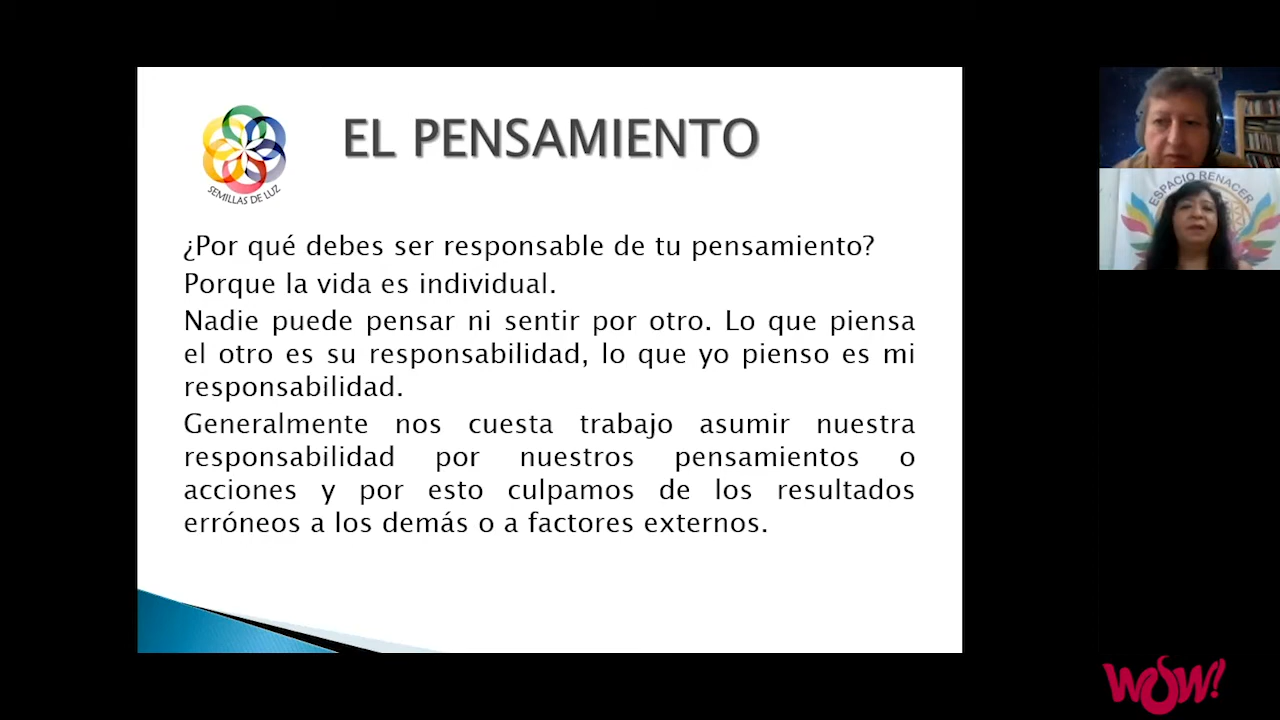 EL PENSAMIENTO
SEMILLAS DE LUZ
¿Por qué debes ser responsable de tu pensamiento?
Porque la vida es individual.
Nadie puede pensar ni sentir por otro. Lo que piensa
el otro es su responsabilidad, lo que yo pienso es mi
responsabilidad.
Generalmente nos cuesta trabajo asumir nuestra
responsabilidad por nuestros pensamientos o
acciones y por esto culpamos de los resultados
erróneos a los demás o a factores externos.
ESPACIO RENACER
WOW!